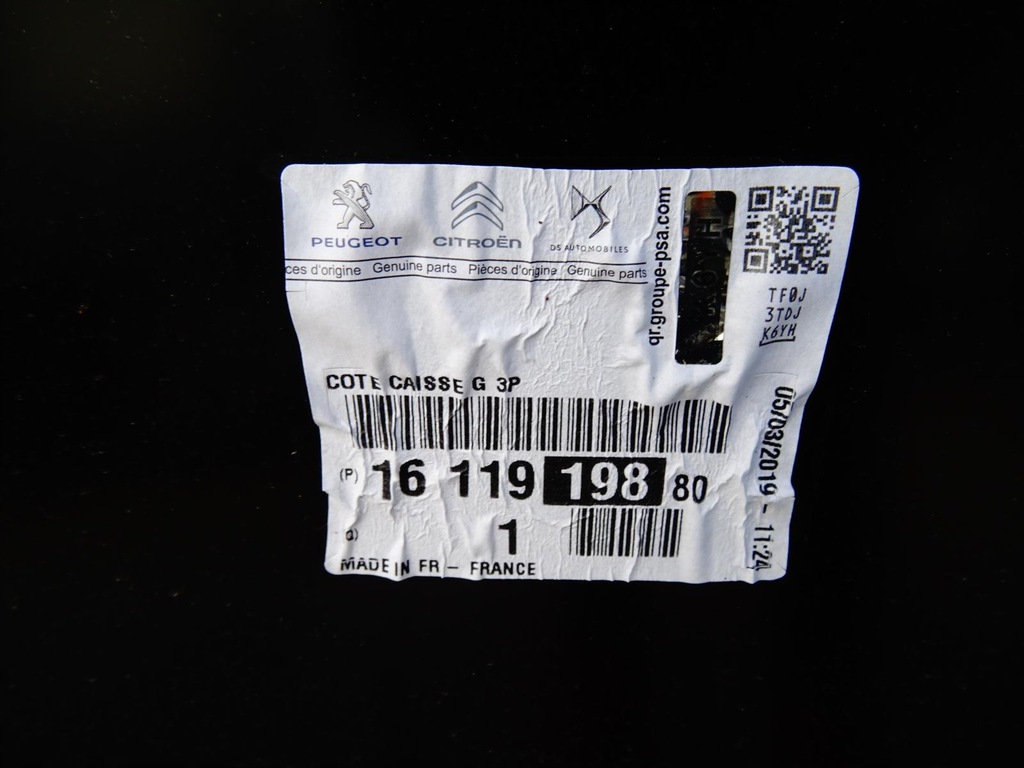 PEUGEOT CITROËN DS AUTOMOBILES
ces d'origine Genuine parts Pièces d'origine Genuine parts
qr.groupe-psa.com
TF0J
3TDJ
K6YH
COTE CAISSE G 3P
(P) 16 119 198 80
1
MADE IN FR - FRANCE
05/03/2019 - 11:24